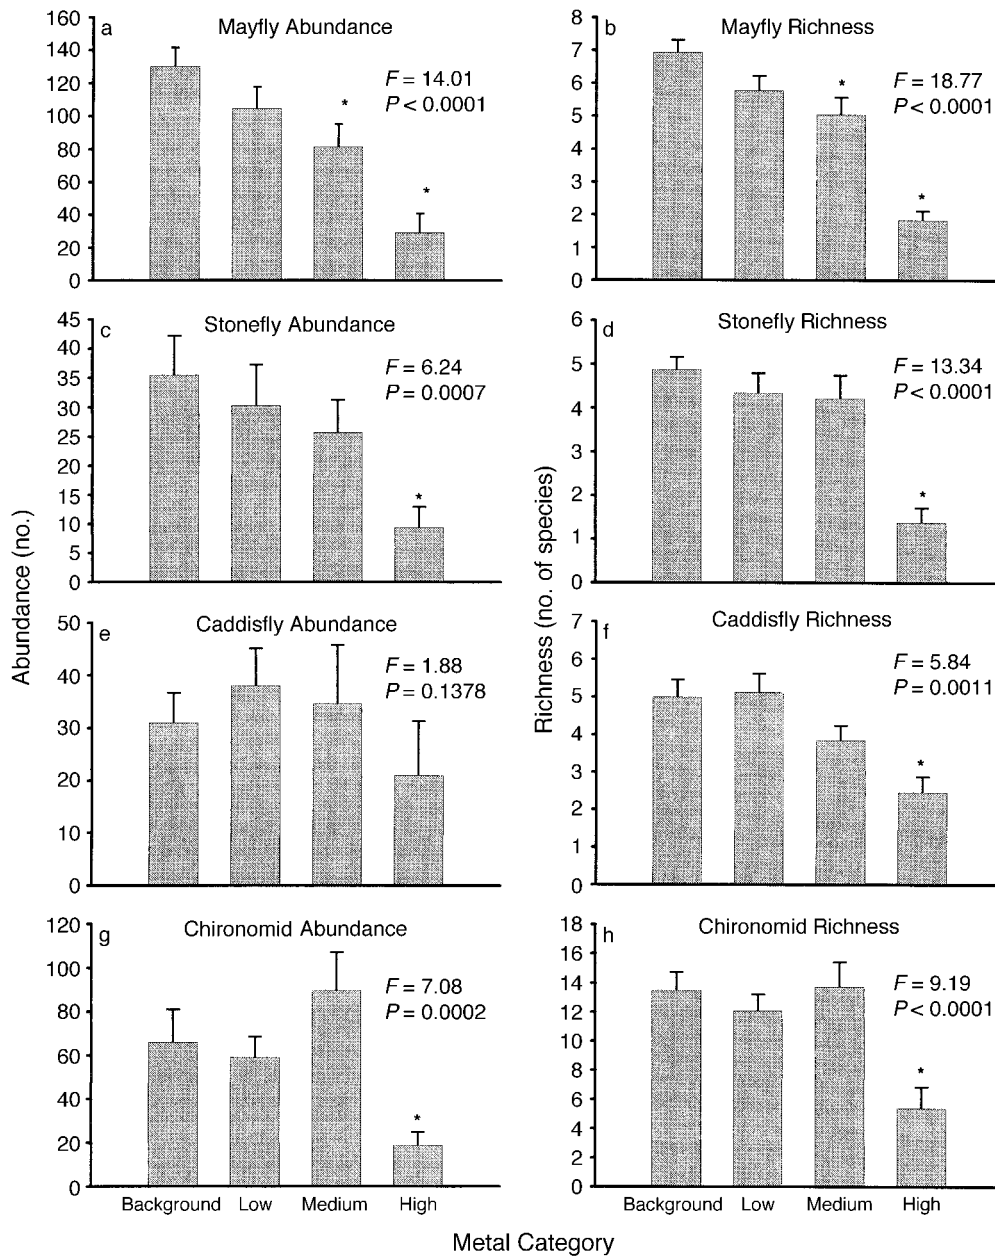 a
Mayfly Abundance
160
140
120
100
80
60
40
20
0
F = 14.01
P < 0.0001
*
*
b
Mayfly Richness
8
7
6
5
4
3
2
1
0
F = 18.77
P < 0.0001
*
*
c
Stonefly Abundance
45
40
35
30
25
20
15
10
5
0
F = 6.24
P = 0.0007
*
d
Stonefly Richness
6
5
4
3
2
1
0
F = 13.34
P < 0.0001
*
Abundance (no.)
Richness (no. of species)
e
Caddisfly Abundance
50
40
30
20
10
0
F = 1.88
P = 0.1378
f
Caddisfly Richness
7
6
5
4
3
2
1
0
F = 5.84
P = 0.0011
*
g
Chironomid Abundance
120
100
80
60
40
20
0
F = 7.08
P = 0.0002
*
Background Low Medium High
h
Chironomid Richness
18
16
14
12
10
8
6
4
2
0
F = 9.19
P < 0.0001
*
Background Low Medium High
Metal Category